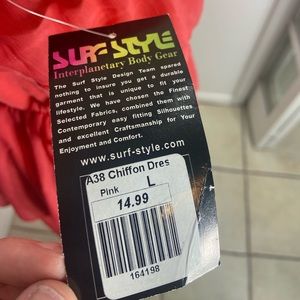 SURF STYLE
Interplanetary Body Gear
The Surf Style Design Team spared
nothing to insure you get a durable
garment that is unique to fit your
lifestyle. We have chosen the Finest
Selected Fabrics, combined them with
Contemporary easy fitting Silhouettes
and excellent Craftsmanship for Your
Enjoyment and Comfort.
www.surf-style.com
A38 Chiffon Dres
Pink L
14.99
164198